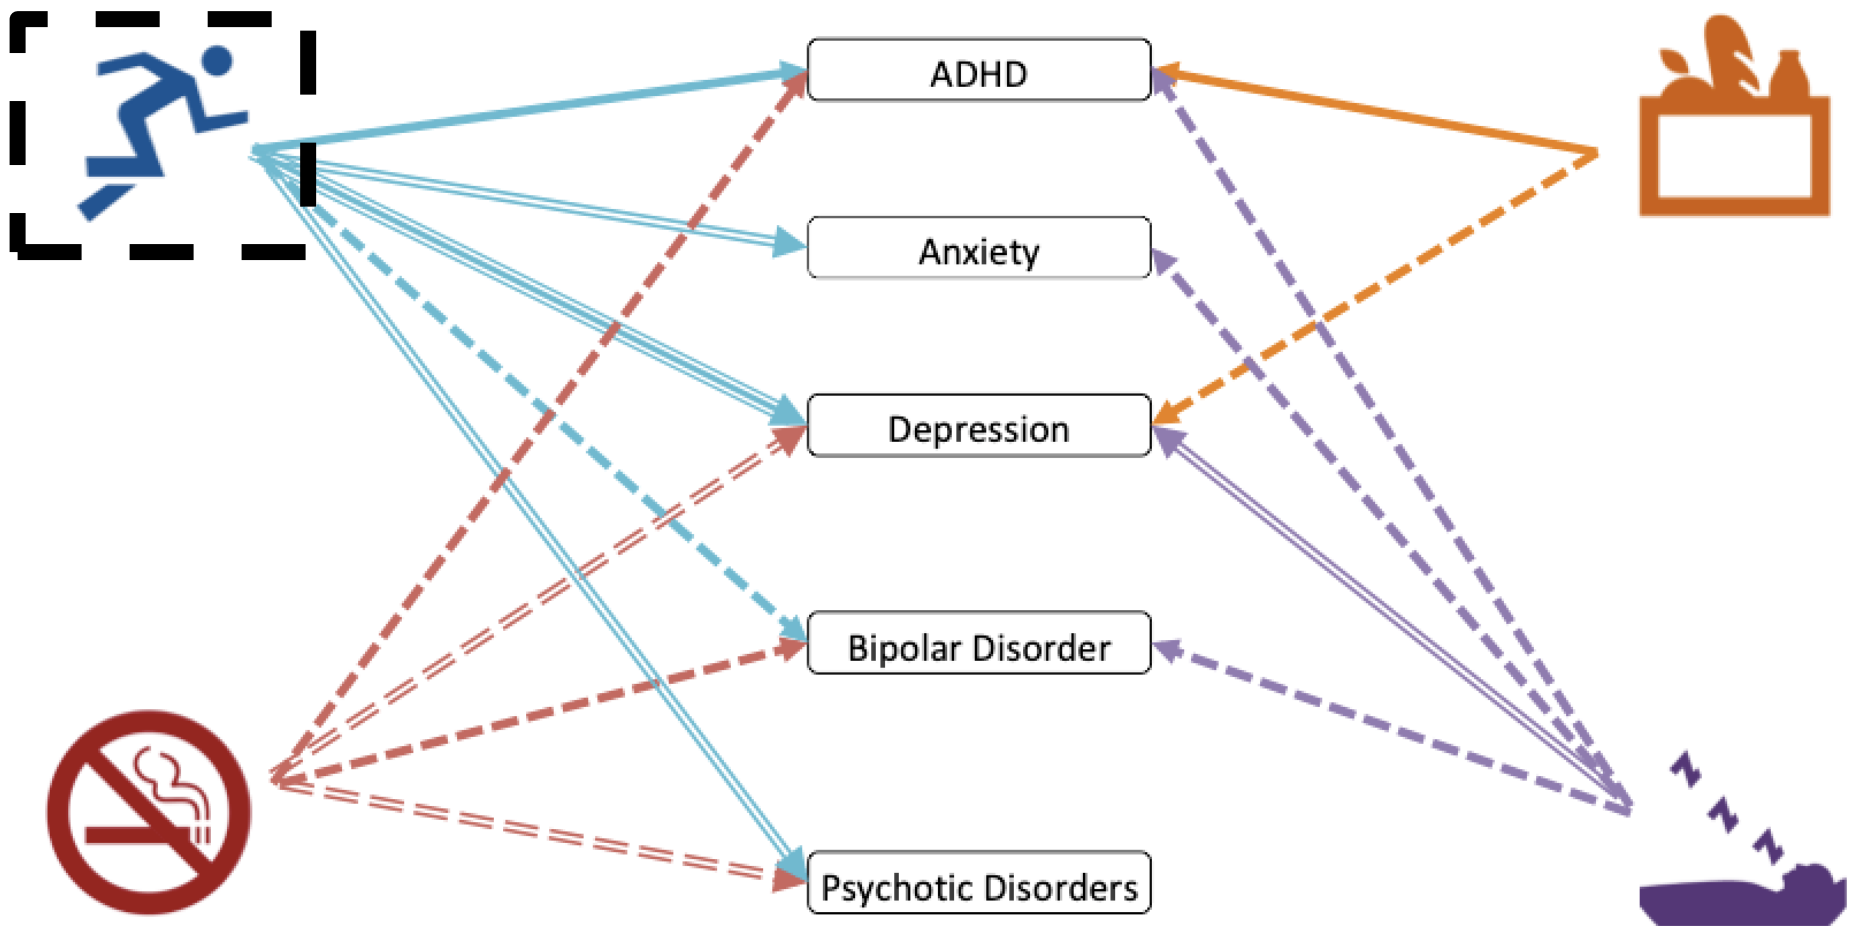 ADHD
Anxiety
Depression
Bipolar Disorder
Psychotic Disorders
Z
Z
Z